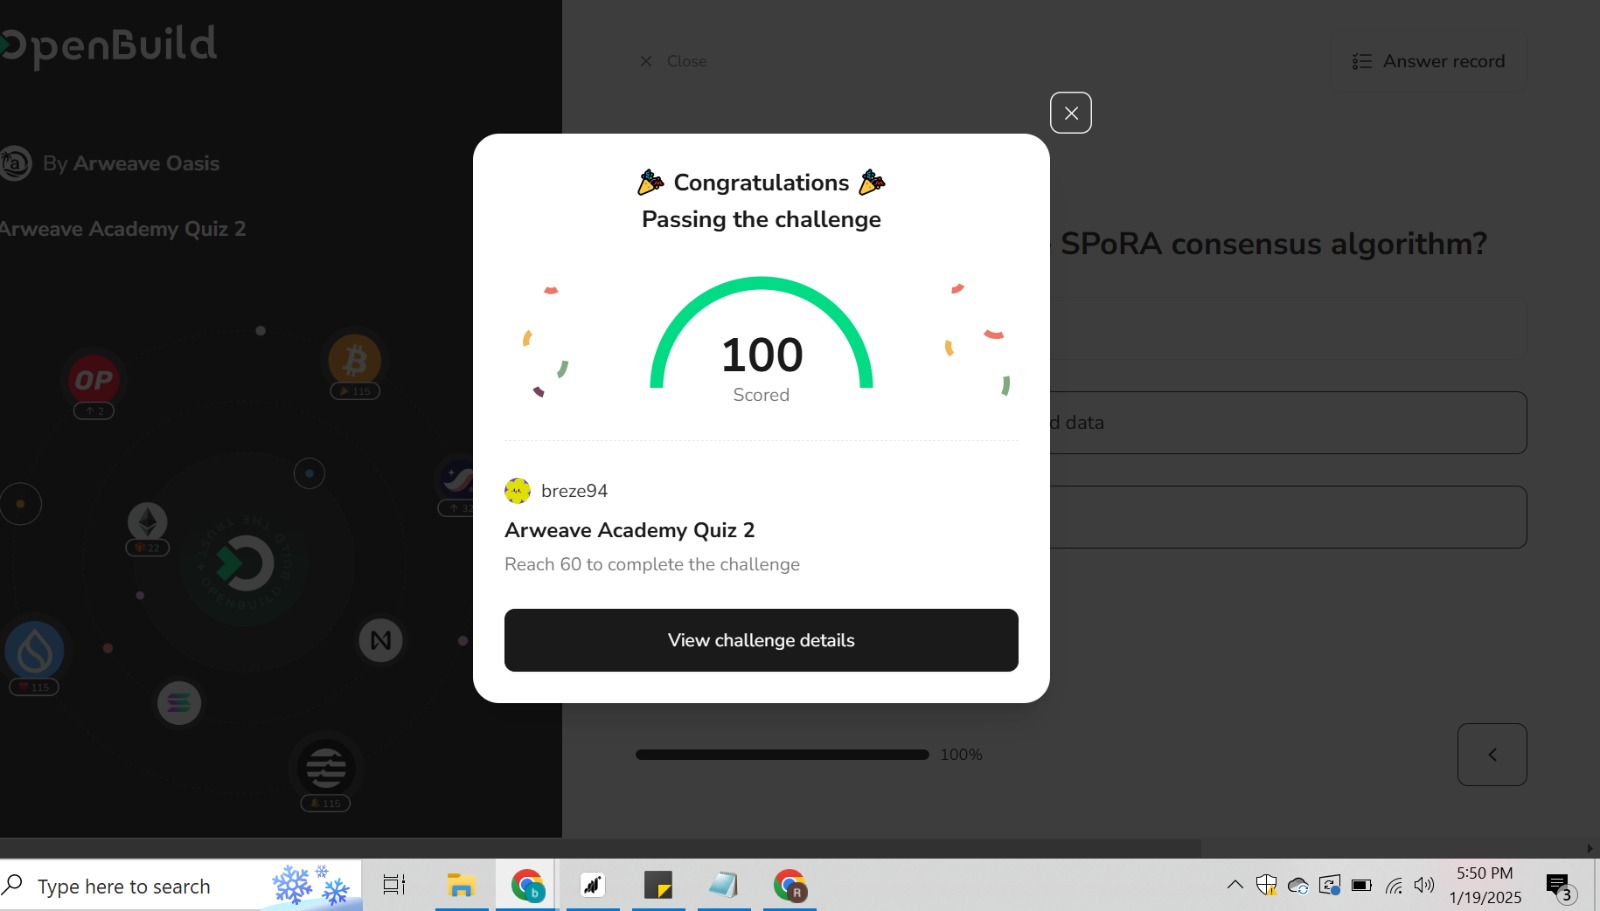 OpenBuild
By Arweave Oasis
Arweave Academy Quiz 2
OP
2
115
22
115
115
Close
Answer record
SPoRA consensus algorithm?
d data
100%
🎉 Congratulations 🎉
Passing the challenge
100
Scored
breze94
Arweave Academy Quiz 2
Reach 60 to complete the challenge
View challenge details
Type here to search
b
R
5:50 PM
1/19/2025
3